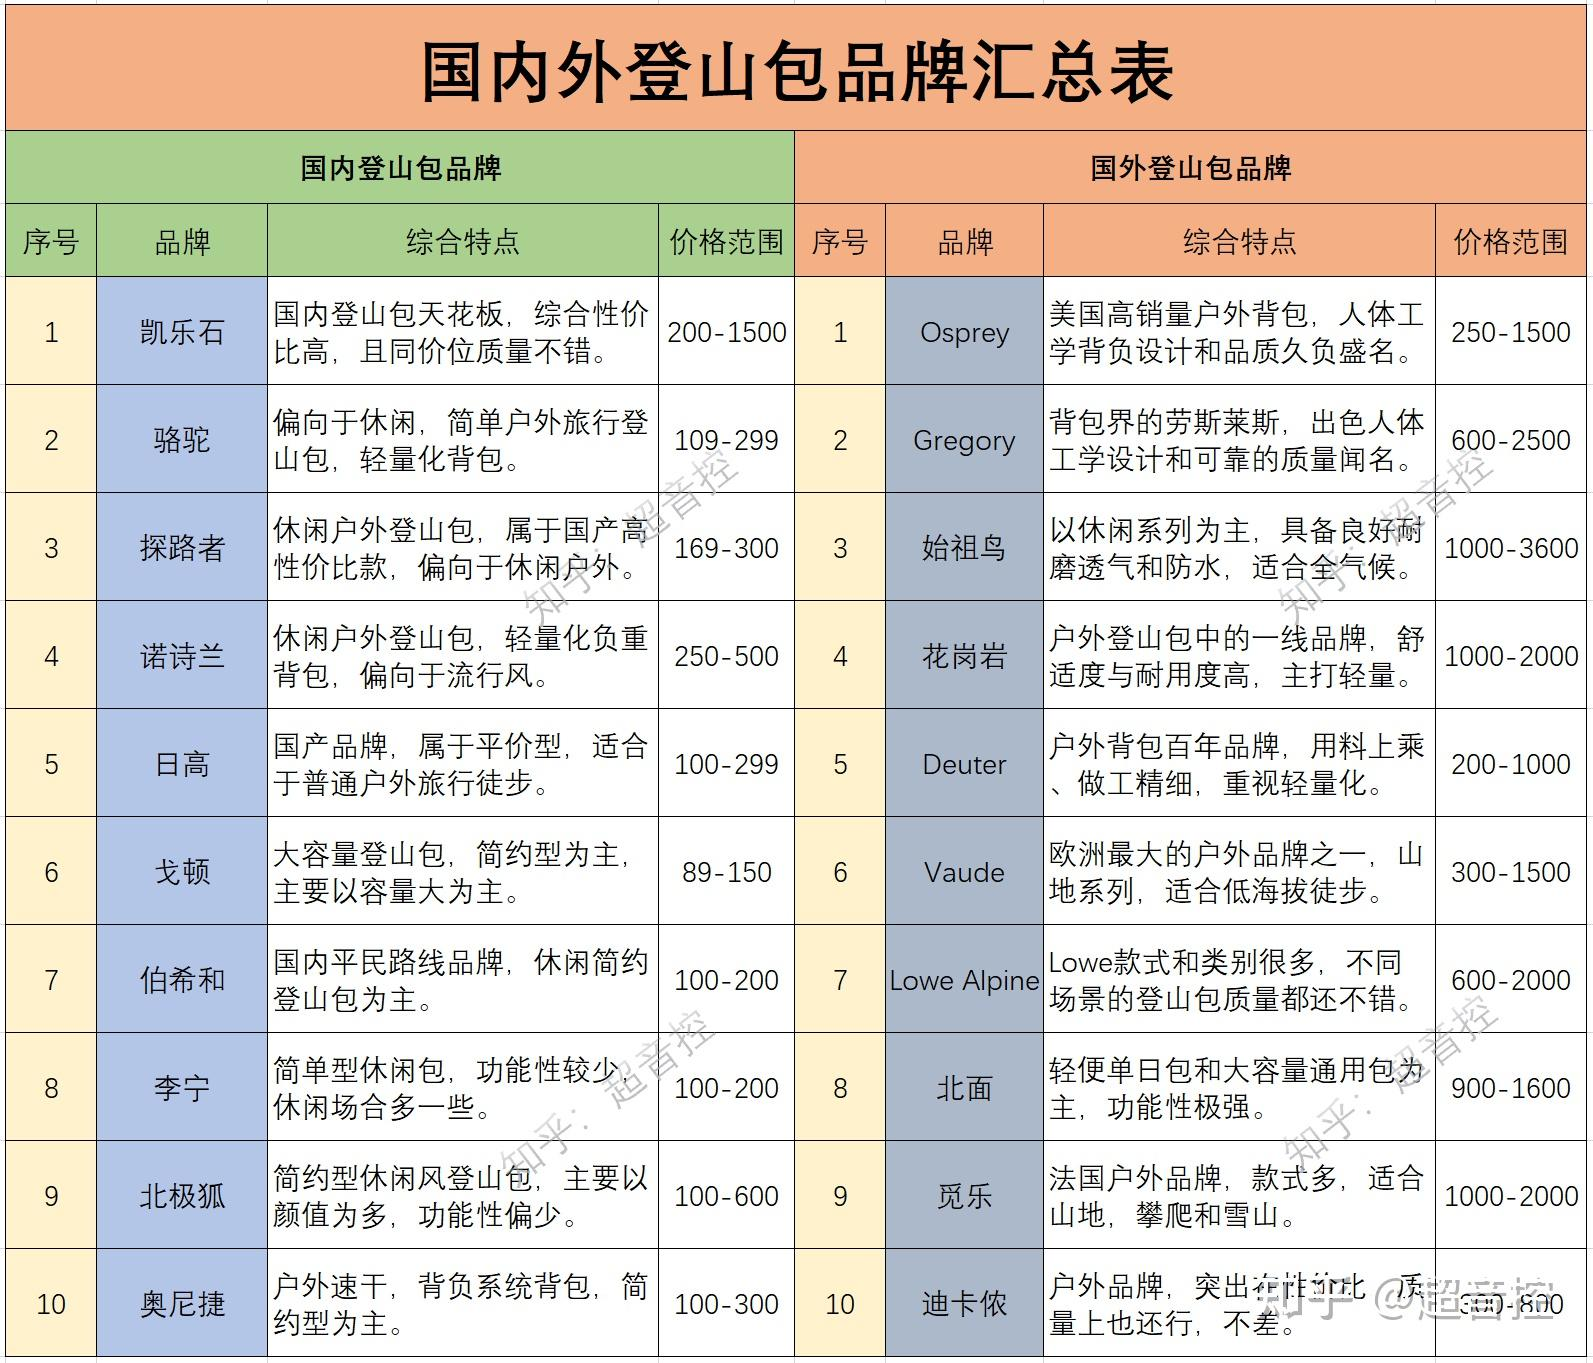 国内外登山包品牌汇总表
国内登山包品牌
国外登山包品牌
序号 品牌 综合特点 价格范围 序号 品牌 综合特点 价格范围
1 凯乐石
国内登山包天花板，综合性价
比高，且同价位质量不错。
200-1500
1 Osprey
美国高销量户外背包，人体工
学背负设计和品质久负盛名。
250-1500
2 骆驼
偏向于休闲，简单户外旅行登
山包，轻量化背包。
109-299
2 Gregory
背包界的劳斯莱斯，出色人体
工学设计和可靠的质量闻名。
600-2500
3 探路者
休闲户外登山包，属于国产高
性价比款，偏向于休闲户外。
169-300
3 始祖鸟
以休闲系列为主，具备良好耐
磨透气和防水，适合全气候。
1000-3600
4 诺诗兰
休闲户外登山包，轻量化负重
背包，偏向于流行风。
250-500
4 花岗岩
户外登山包中的一线品牌，舒
适度与耐用度高，主打轻量。
1000-2000
5 日高
国产品牌，属于平价型，适合
于普通户外旅行徒步。
100-299
5 Deuter
户外背包百年品牌，用料上乘
、做工精细，重视轻量化。
200-1000
6 戈顿
大容量登山包，简约型为主，
主要以容量大为主。
89-150
6 Vaude
欧洲最大的户外品牌之一，山
地系列，适合低海拔徒步。
300-1500
7 伯希和
国内平民路线品牌，休闲简约
登山包为主。
100-200
7 Lowe Alpine
Lowe款式和类别很多，不同
场景的登山包质量都还不错。
600-2000
8 李宁
简单型休闲包，功能性较少，
休闲场合多一些。
100-200
8 北面
轻便单日包和大容量通用包为
主，功能性极强。
900-1600
9 北极狐
简约型休闲风登山包，主要以
颜值为多，功能性偏少。
100-600
9 觅乐
法国户外品牌，款式多，适合
山地，攀爬和雪山。
1000-2000
10 奥尼捷
户外速干，背负系统背包，简
约型为主。
100-300
10 迪卡侬
户外品牌，突出在性价比，质
量上也还行，不差。
300-800
知乎：超音控
知乎：超音控
知乎：超音控
知乎：超音控
知乎 @超音控